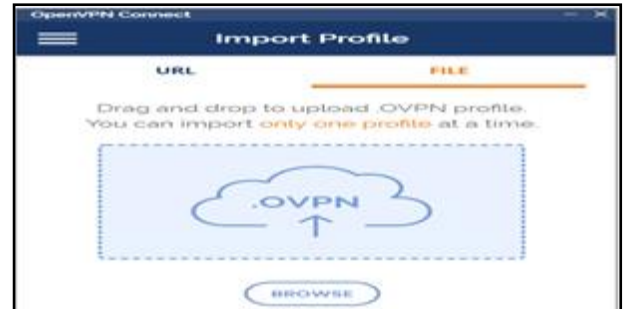 OpenVPN Connect
Import Profile
URL FILE
Drag and drop to upload .OVPN profile.
You can import only one profile at a time.
.OVPN
BROWSE